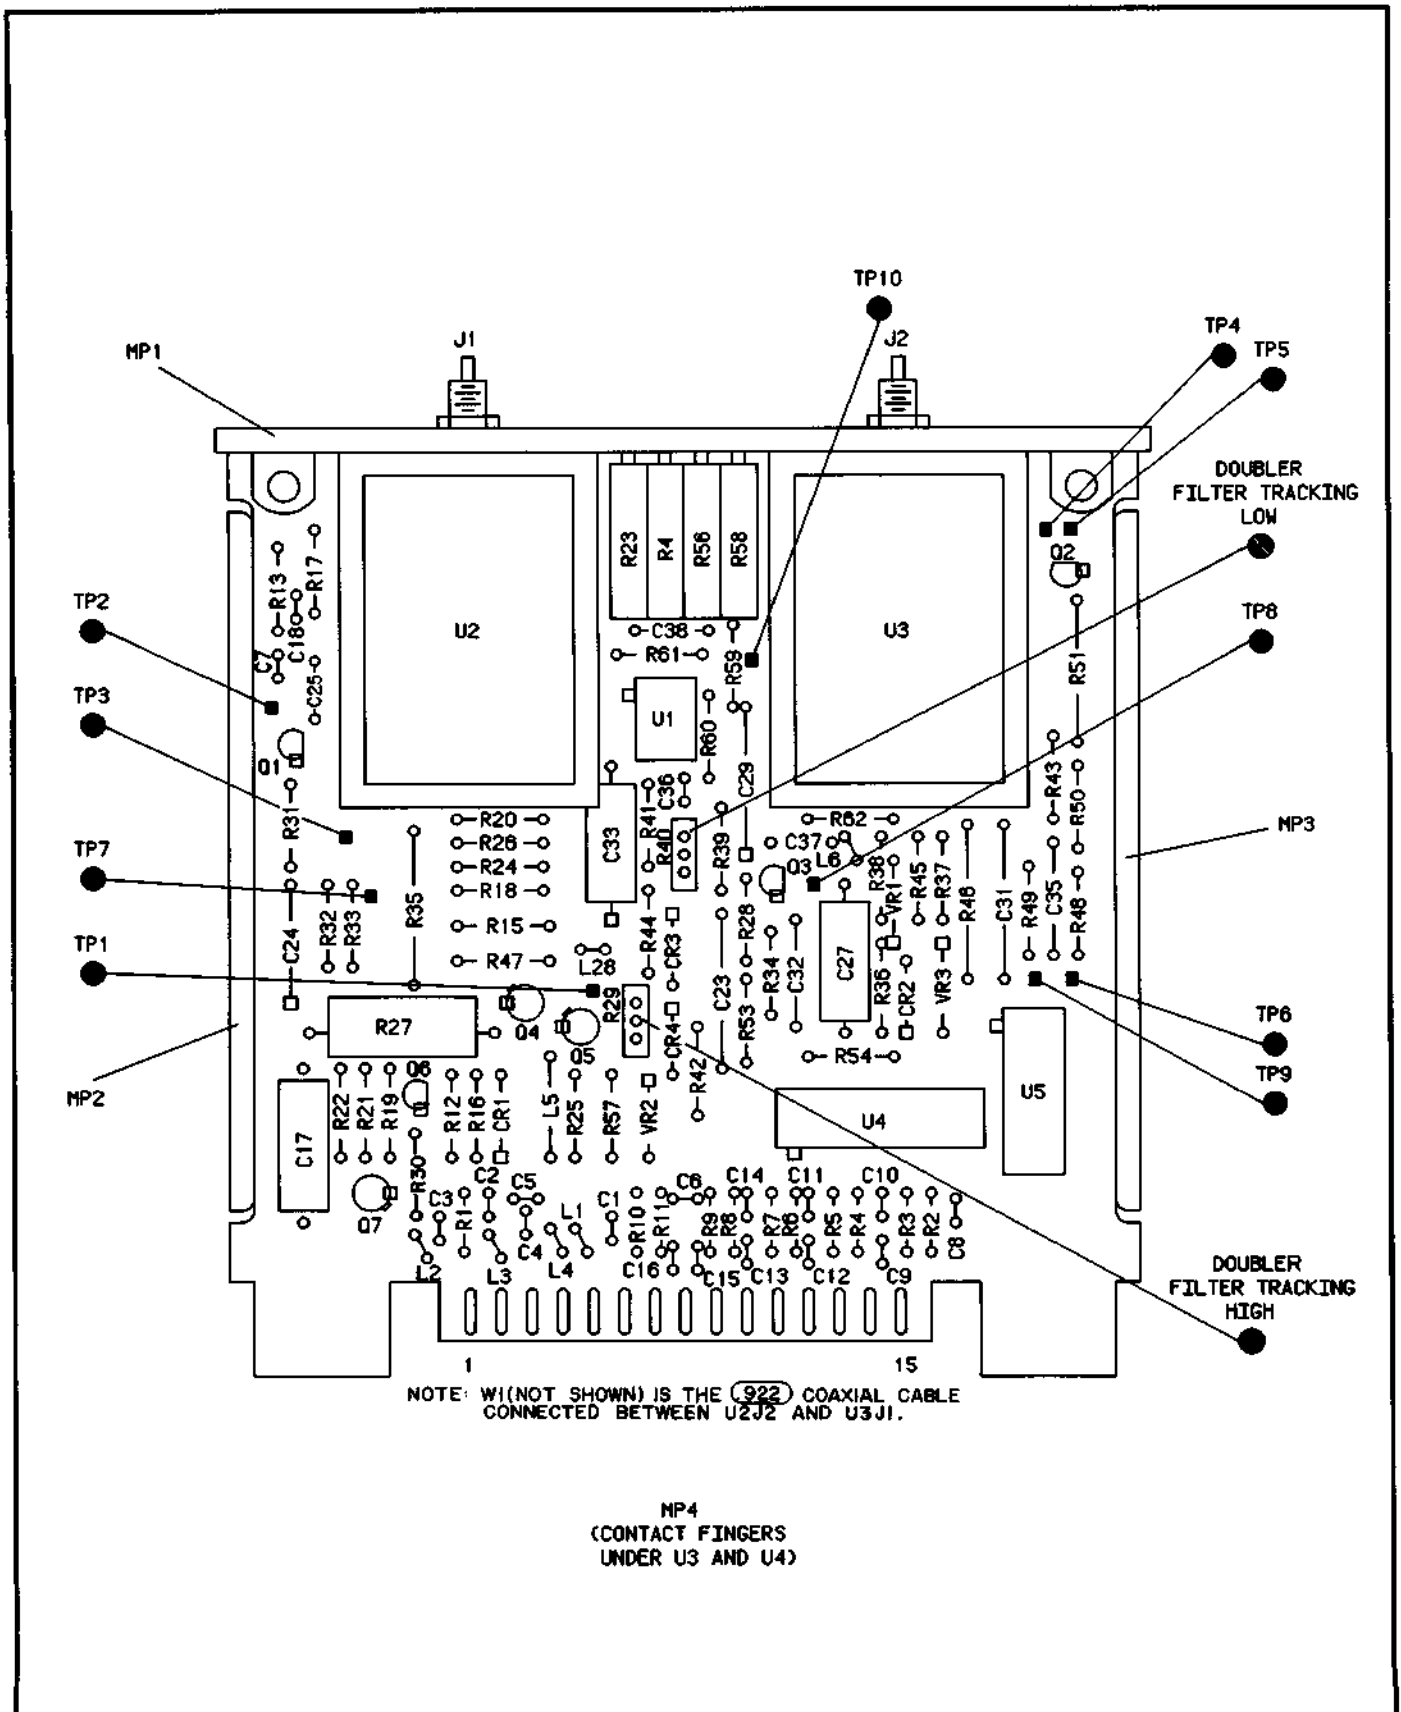 TP10
J1
J2
TP4
TP5
MP1
DOUBLER
FILTER TRACKING
LOW
R23
R4
R56
R58
R13
R17
Q2
TP2
TP8
C18
U2
C38
U3
C7
R61
R59
R51
C25
TP3
U1
R60
Q1
C29
C36
R43
R31
R20
R41
R62
R50
MP3
R26
C33
R40
R39
C37
L6
R38
TP7
R24
Q3
VR1
R45
R37
R18
R35
R46
C31
R49
C35
R48
R32
R33
R15
R44
R28
TP1
C24
R47
L28
CR3
C23
R34
C32
C27
R36
CR2
VR3
R29
R27
Q4
Q5
CR4
R53
TP6
R42
R54
Q6
TP9
MP2
U5
R22
R21
R19
R12
R16
CR1
L5
R25
R57
VR2
U4
C17
R30
C2
C5
C6
C14
C11
C10
C3
C1
Q7
R1
L1
R10
R11
R9
R8
R7
R6
R5
R4
R3
R2
C8
C4
L2
L3
L4
C16
C15
C13
C12
C9
DOUBLER
FILTER TRACKING
HIGH
1
15
NOTE: W1(NOT SHOWN) IS THE 922 COAXIAL CABLE
CONNECTED BETWEEN U2J2 AND U3J1.
MP4
(CONTACT FINGERS
UNDER U3 AND U4)